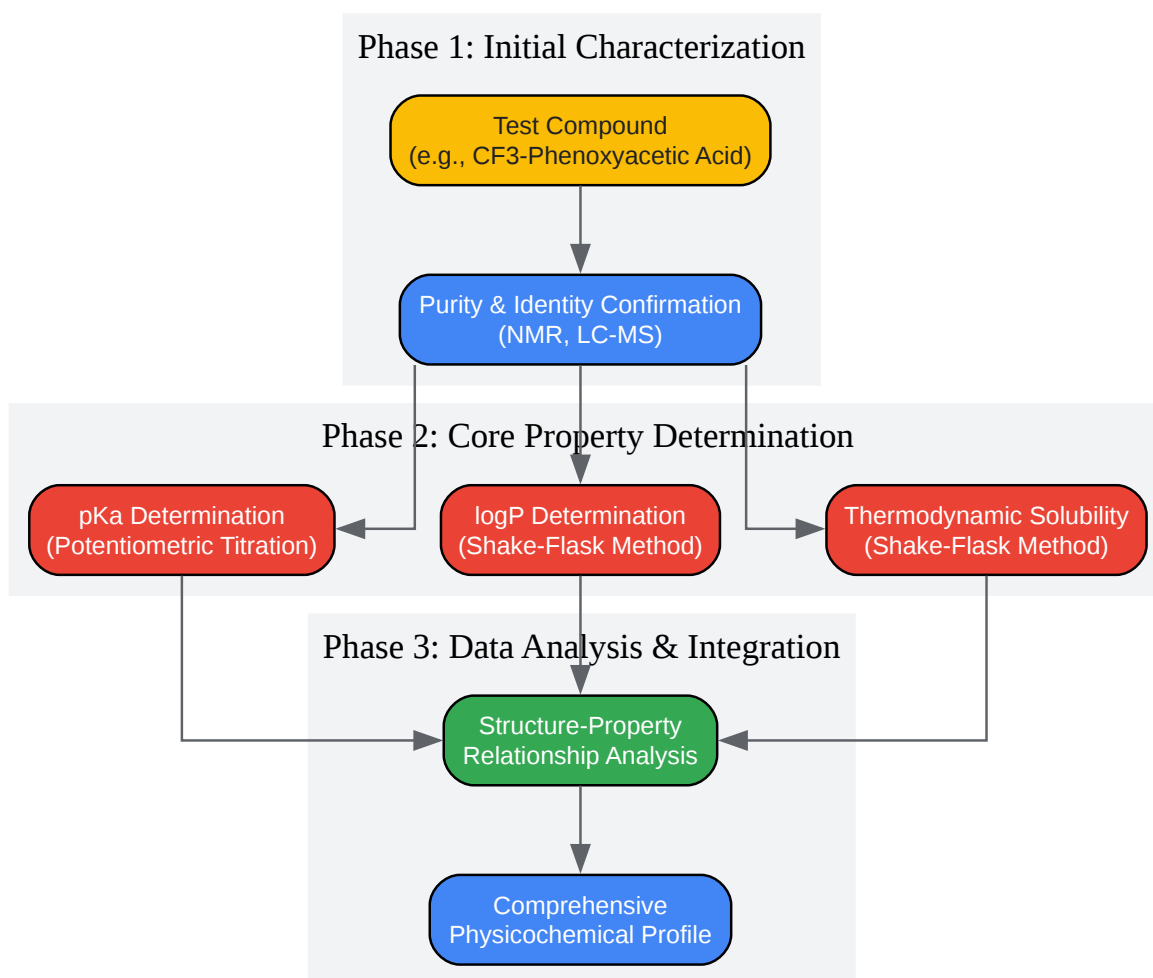 Phase 1: Initial Characterization
Test Compound
(e.g., CF3-Phenoxyacetic Acid)
Purity & Identity Confirmation
(NMR, LC-MS)
Phase 2: Core Property Determination
pKa Determination
(Potentiometric Titration)
logP Determination
(Shake-Flask Method)
Thermodynamic Solubility
(Shake-Flask Method)
Phase 3: Data Analysis & Integration
Structure-Property
Relationship Analysis
Comprehensive
Physicochemical Profile